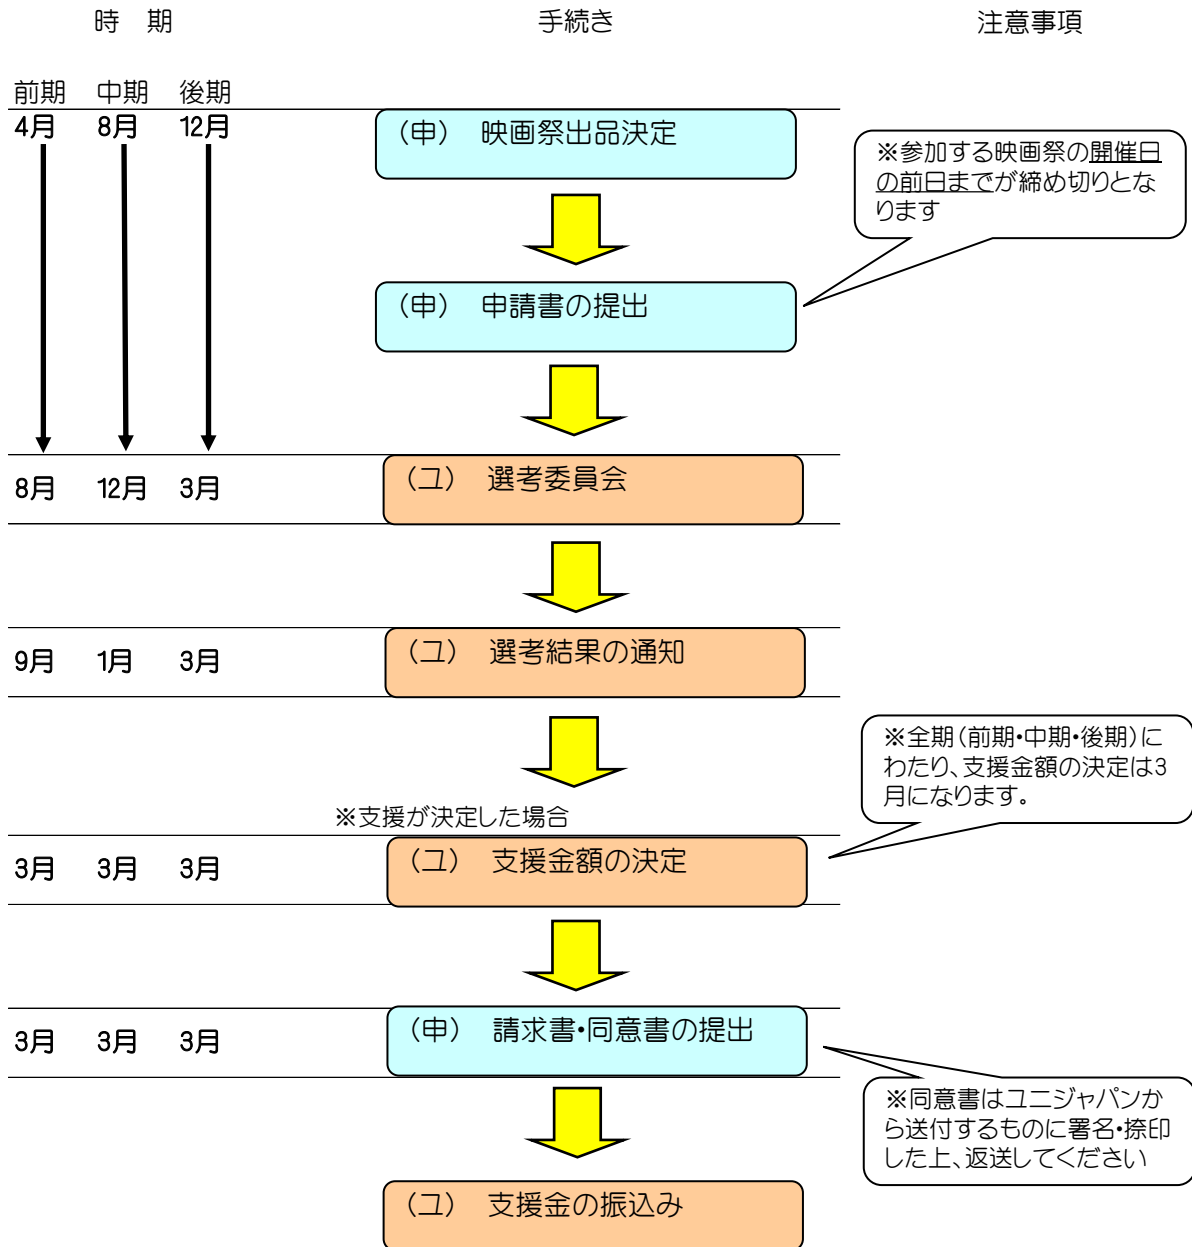 時　期　　手続き　　注意事項
前期　中期　後期
4月　8月　12月
（申）　映画祭出品決定
※参加する映画祭の開催日
の前日までが締め切りとな
ります
（申）　申請書の提出
8月　12月　3月
（ユ）　選考委員会
9月　1月　3月
（ユ）　選考結果の通知
※全期（前期・中期・後期）に
わたり、支援金額の決定は3
月になります。
※支援が決定した場合
3月　3月　3月
（ユ）　支援金額の決定
3月　3月　3月
（申）　請求書・同意書の提出
※同意書はユニジャパンか
ら送付するものに署名・捺印
した上、返送してください
（ユ）　支援金の振込み